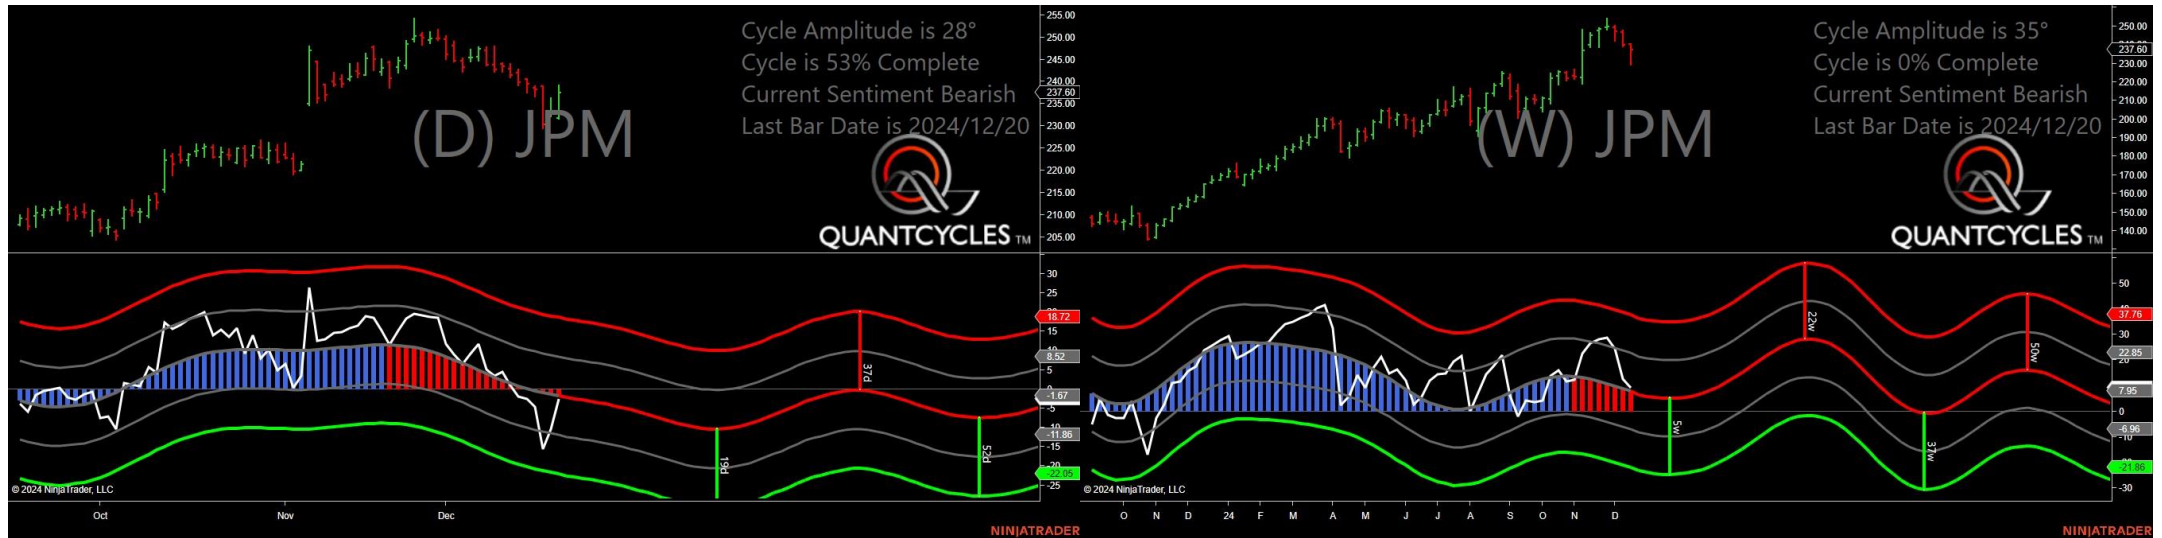 Cycle Amplitude is 28°
Cycle is 53% Complete
Current Sentiment Bearish
Last Bar Date is 2024/12/20
(D) JPM
QUANTCYCLES TM
255.00
250.00
245.00
240.00
237.60
235.00
230.00
225.00
220.00
215.00
210.00
205.00
30
25
18.72
15
8.52
5
0
-1.67
-5
-10
-11.86
-15
-20
-22.05
-25
19d
37d
52d
© 2024 NinjaTrader, LLC
Oct
Nov
Dec
NINJATRADER
Cycle Amplitude is 35°
Cycle is 0% Complete
Current Sentiment Bearish
Last Bar Date is 2024/12/20
(W) JPM
QUANTCYCLES TM
250.00
237.60
230.00
220.00
210.00
200.00
190.00
180.00
170.00
160.00
150.00
140.00
50
37.76
30
22.85
20
7.95
0
-6.96
-10
-21.86
-30
5w
22w
37w
50w
© 2024 NinjaTrader, LLC
O
N
D
24
F
M
A
M
J
J
A
S
O
N
D
NINJATRADER